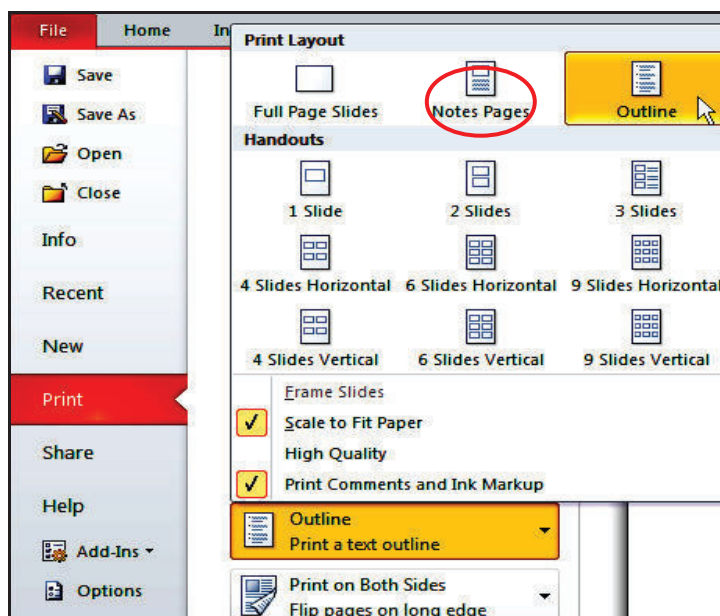 File Home In
Print Layout
Full Page Slides Notes Pages Outline
Handouts
1 Slide 2 Slides 3 Slides
4 Slides Horizontal 6 Slides Horizontal 9 Slides Horizontal
4 Slides Vertical 6 Slides Vertical 9 Slides Vertical
Frame Slides
Scale to Fit Paper
High Quality
Print Comments and Ink Markup
Outline
Print a text outline
Print on Both Sides
Flip pages on long edge
Save
Save As
Open
Close
Info
Recent
New
Print
Share
Help
Add-Ins
Options